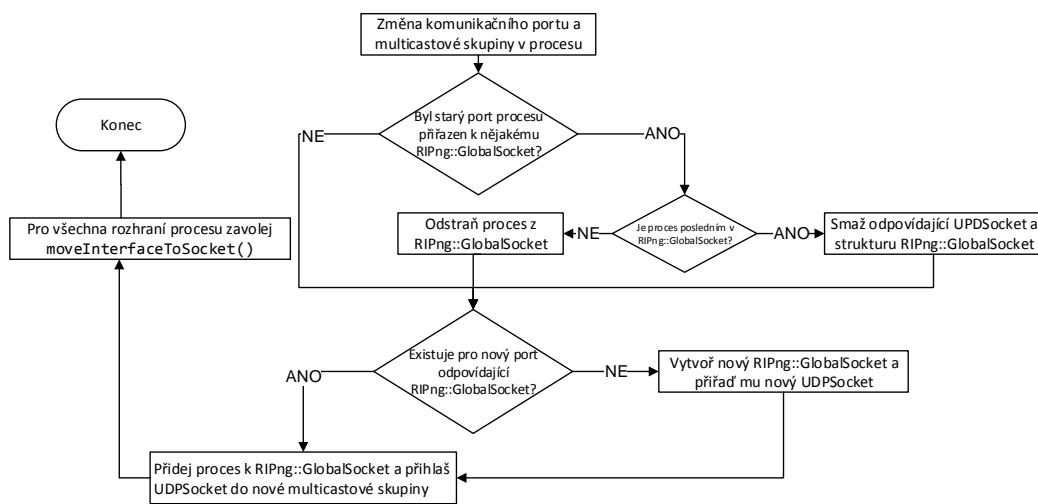 Změna komunikačního portu a
multicastové skupiny v procesu
Byl starý port procesu
přiřazen k nějakému
RIPng::GlobalSocket?
NE
ANO
Konec
Je proces posledním v
RIPng::GlobalSocket?
NE
ANO
Odstraň proces z
RIPng::GlobalSocket
Smaž odpovídající UPDSocket a
strukturu RIPng::GlobalSocket
Pro všechna rozhraní procesu zavolej
moveInterfaceToSocket()
Existuje pro nový port
odpovídající
RIPng::GlobalSocket?
ANO
NE
Vytvoř nový RIPng::GlobalSocket a
přiřaď mu nový UDPSocket
Přidej proces k RIPng::GlobalSocket a přihlaš
UDPSocket do nové multicastové skupiny